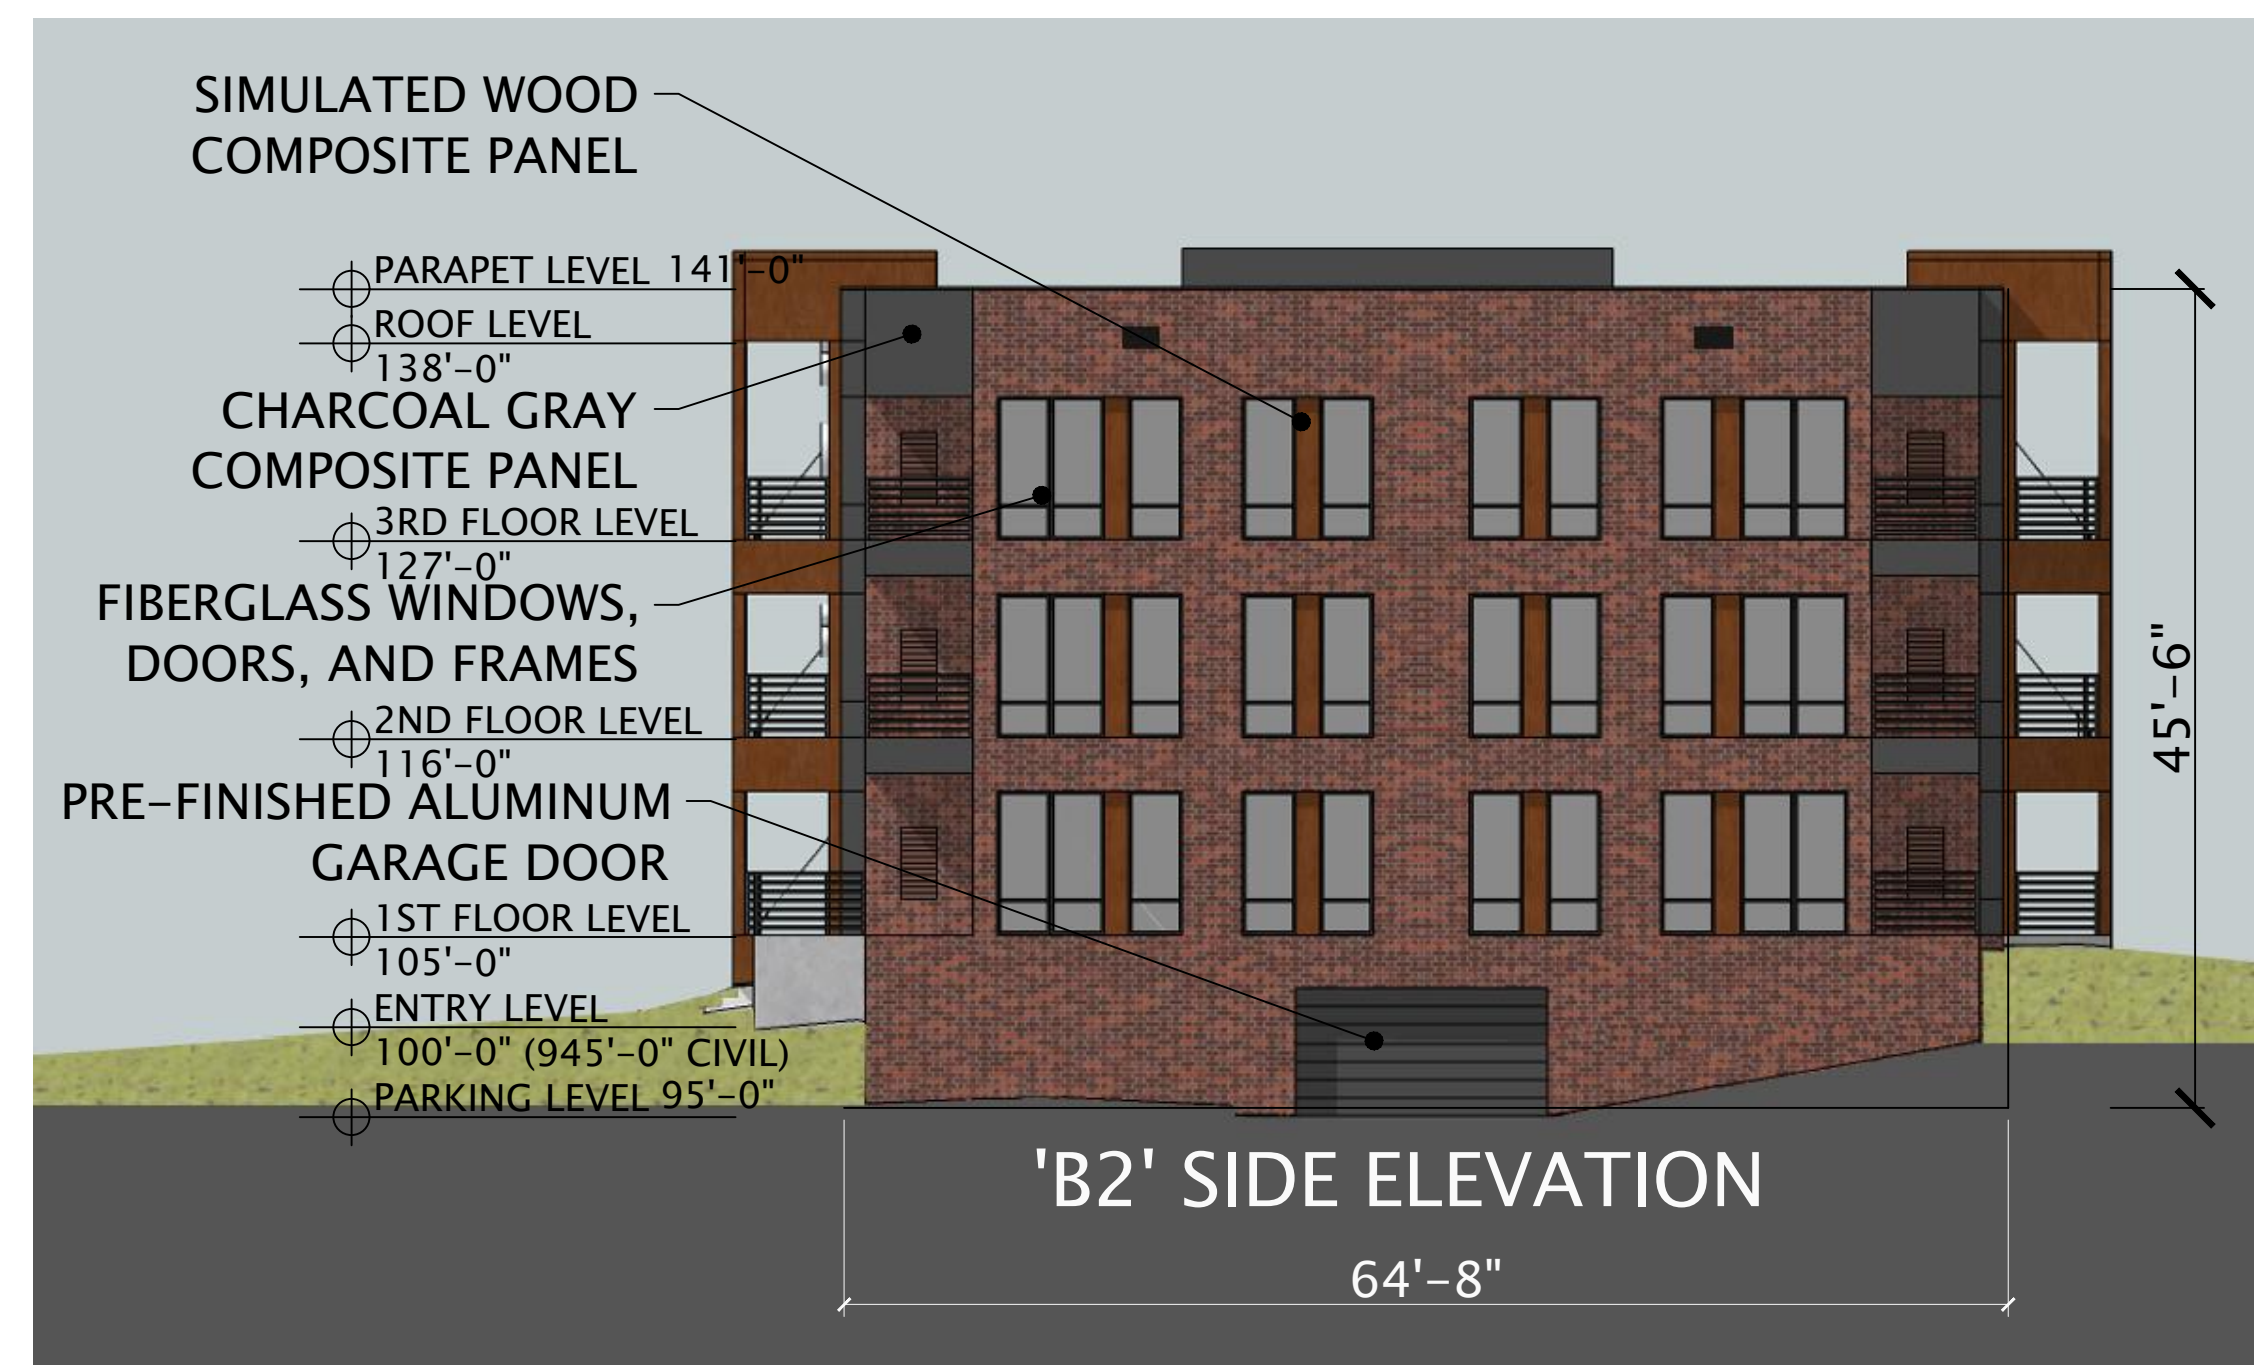 SIMULATED WOOD
COMPOSITE PANEL
PARAPET LEVEL 141'-0"
ROOF LEVEL
138'-0"
CHARCOAL GRAY
COMPOSITE PANEL
3RD FLOOR LEVEL
127'-0"
FIBERGLASS WINDOWS,
DOORS, AND FRAMES
2ND FLOOR LEVEL
116'-0"
PRE-FINISHED ALUMINUM
GARAGE DOOR
1ST FLOOR LEVEL
105'-0"
ENTRY LEVEL
100'-0" (945'-0" CIVIL)
PARKING LEVEL 95'-0"
45'-6"
'B2' SIDE ELEVATION
64'-8"